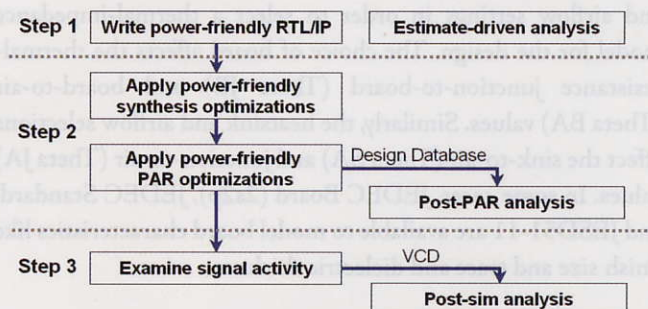 Step 1
Write power-friendly RTL/IP
Estimate-driven analysis
Step 2
Apply power-friendly
synthesis optimizations
Apply power-friendly
PAR optimizations
Design Database
Post-PAR analysis
Step 3
Examine signal activity
VCD
Post-sim analysis